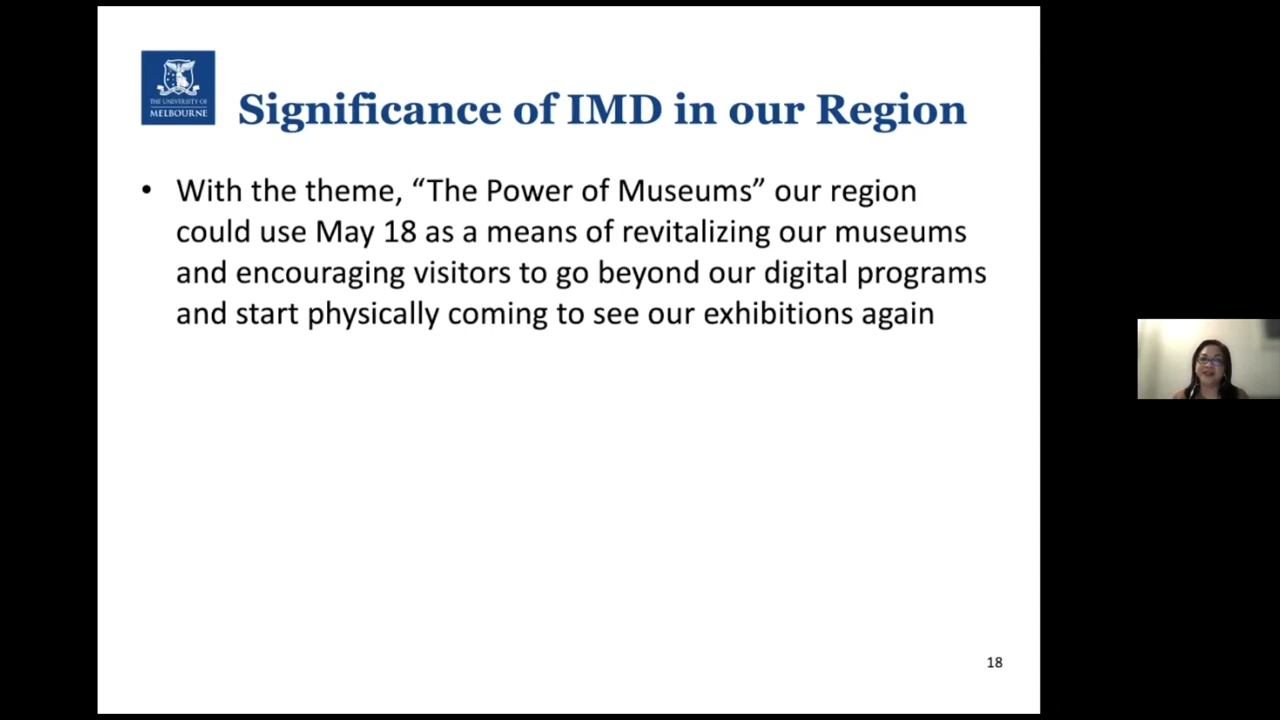 THE UNIVERSITY OF
MELBOURNE
Significance of IMD in our Region
• With the theme, “The Power of Museums” our region
could use May 18 as a means of revitalizing our museums
and encouraging visitors to go beyond our digital programs
and start physically coming to see our exhibitions again
18